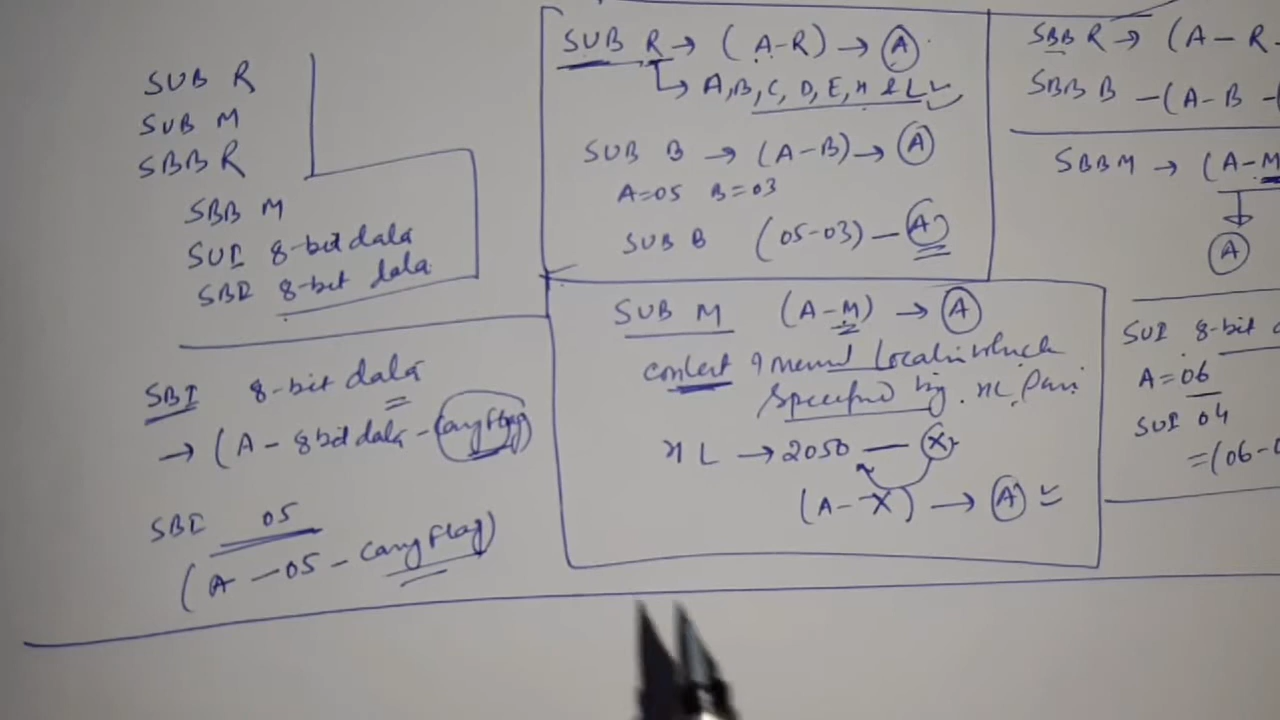 SUB R
SUB M
SBB R
SBB M
SUI 8-bit data
SBI 8-bit data
SBI 8-bit data
→ (A - 8bit data - Carry Flag)
SBI 05
(A - 05 - Carry Flag)
SUB R → (A-R) → A
A, B, C, D, E, H & L
SUB B → (A-B) → A
A=05 B=03
SUB B (05-03) - A
SUB M (A-M) → A
content of Location which
Specified by HL Pair
HL → 2050 — X
(A-X) → A
SBB R → (A - R -
SBB B - (A-B -
SBB M → (A-M
A
SUI 8-bit
A=06
SUI 04
=(06-0